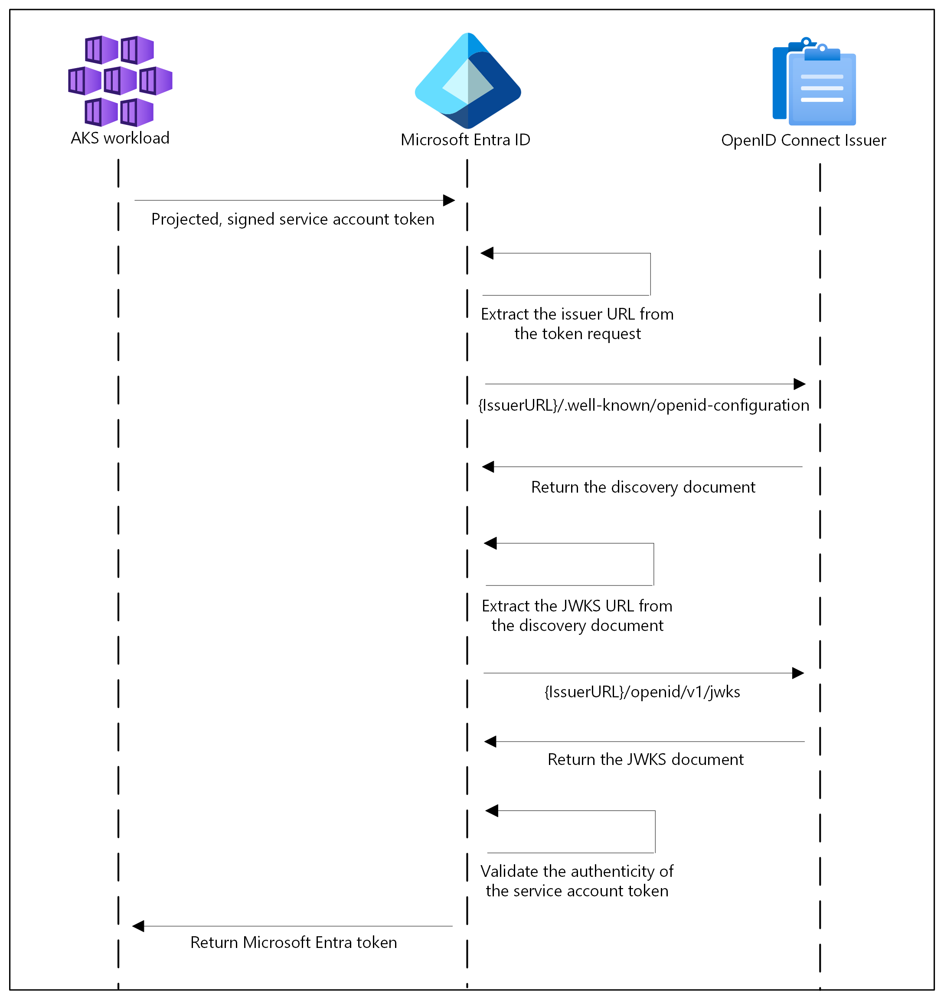 AKS workload
Microsoft Entra ID
OpenID Connect Issuer
Projected, signed service account token
Extract the issuer URL from
the token request
{IssuerURL}/.well-known/openid-configuration
Return the discovery document
Extract the JWKS URL from
the discovery document
{IssuerURL}/openid/v1/jwks
Return the JWKS document
Validate the authenticity of
the service account token
Return Microsoft Entra token